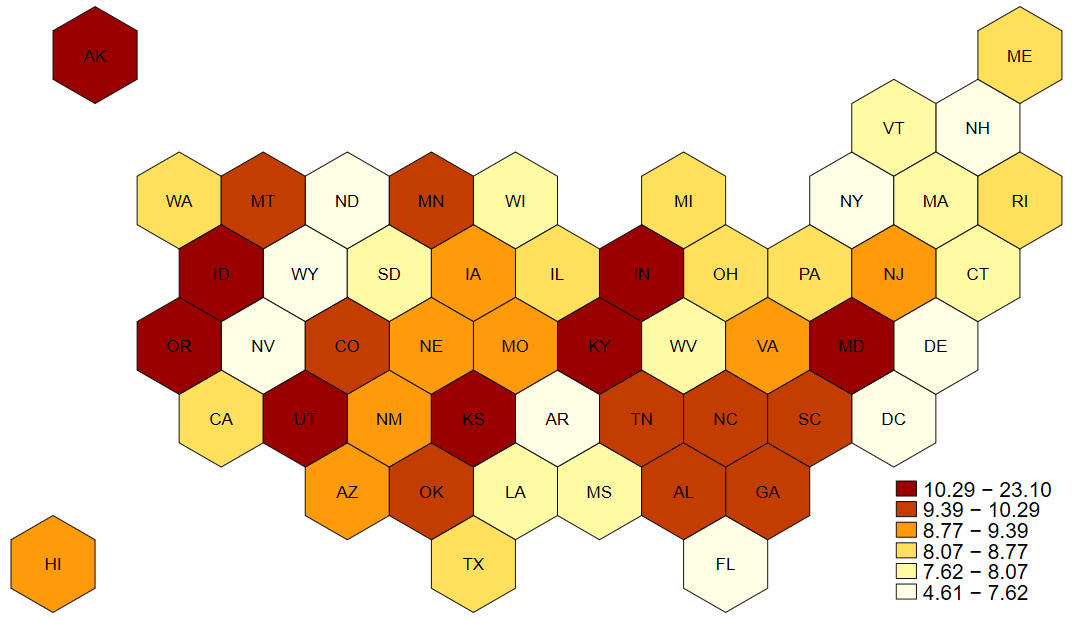 AK
ME
VT NH
WA MT ND MN WI MI NY MA RI
ID WY SD IA IL IN OH PA NJ CT
OR NV CO NE MO KY WV VA MD DE
CA UT NM KS AR TN NC SC DC
AZ OK LA MS AL GA
HI TX FL
10.29 − 23.10
9.39 − 10.29
8.77 − 9.39
8.07 − 8.77
7.62 − 8.07
4.61 − 7.62